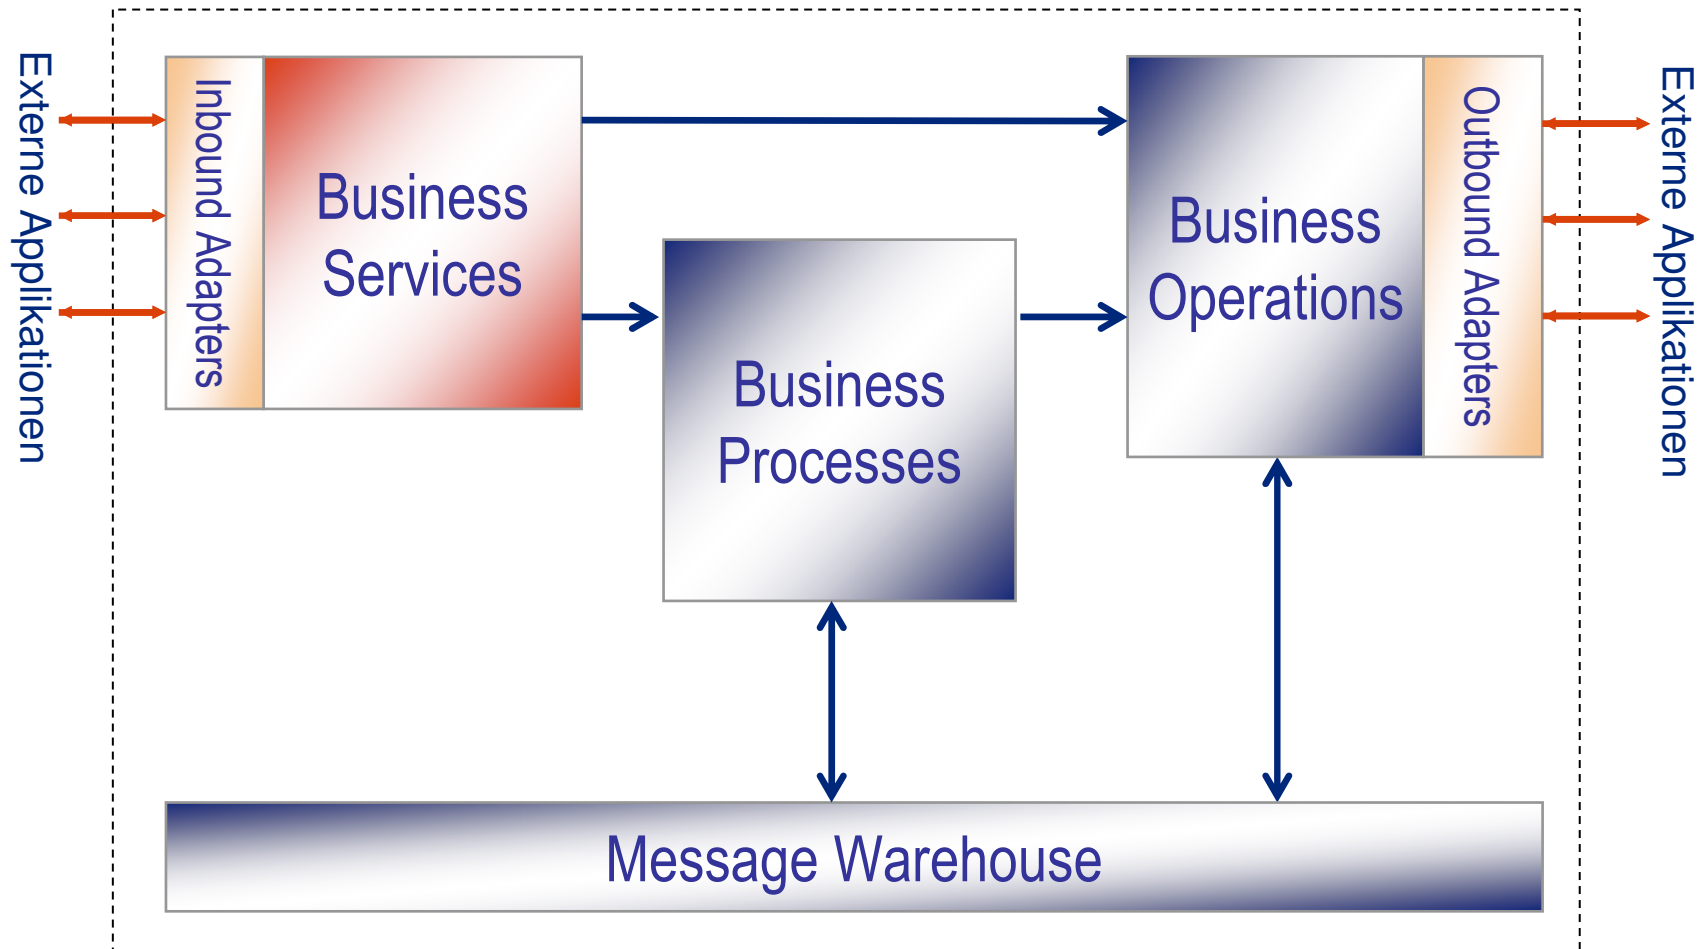 Externe Applikationen
Inbound Adapters
Business
Services
Business
Processes
Business
Operations
Outbound Adapters
Externe Applikationen
Message Warehouse